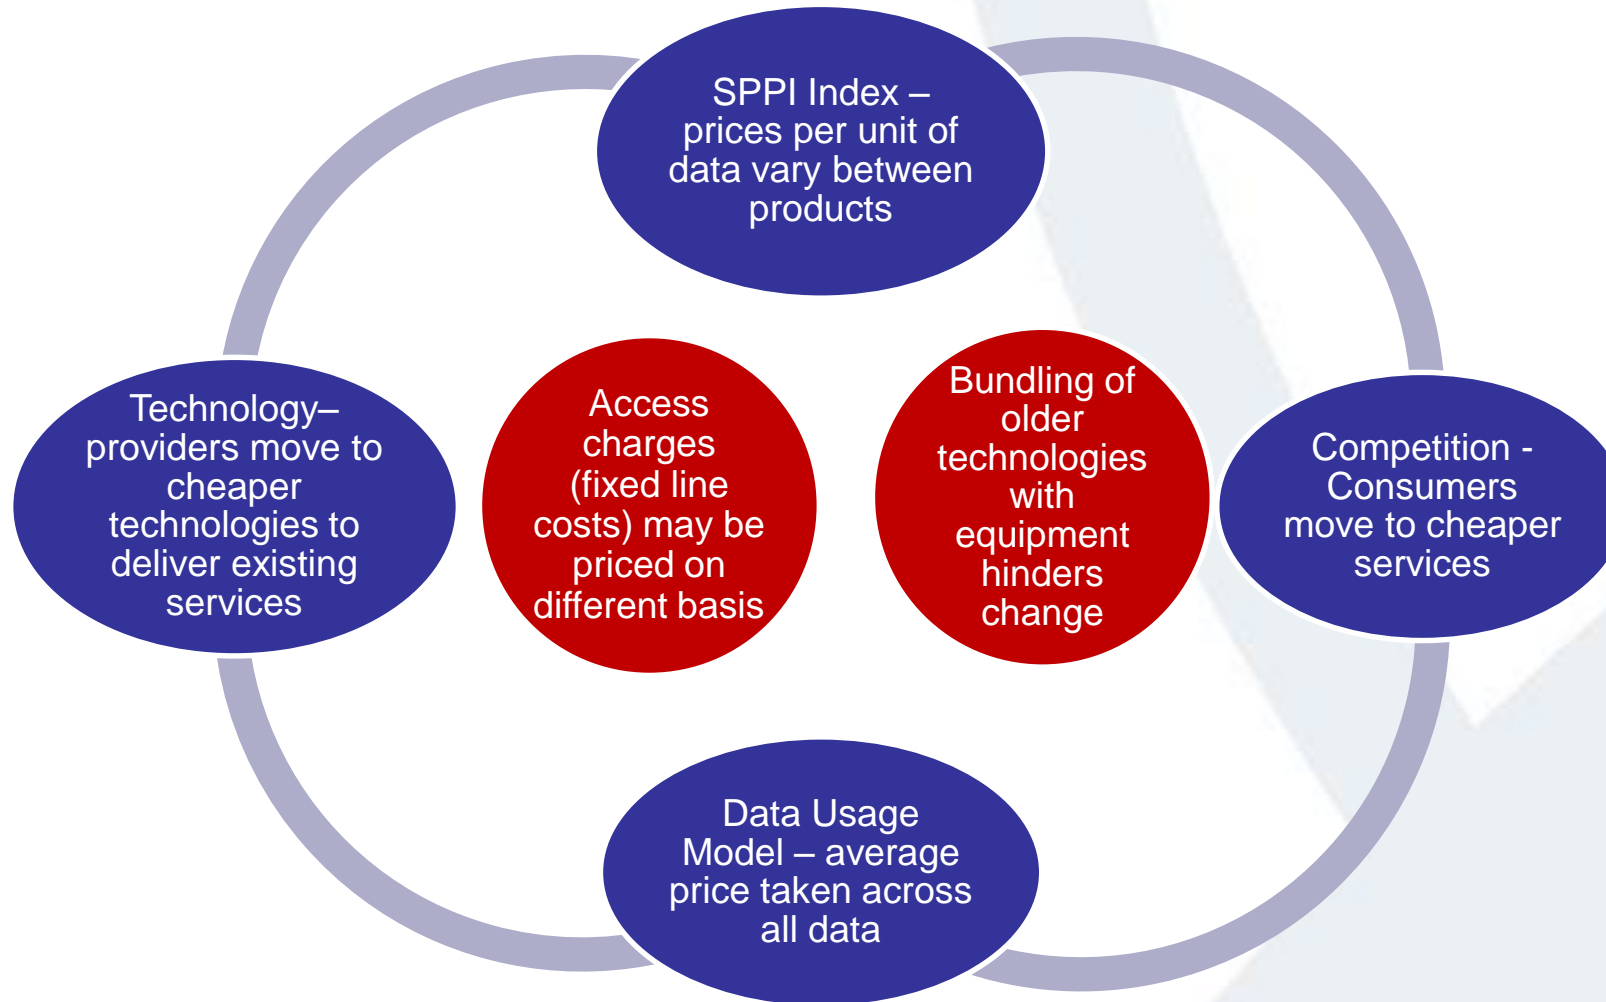 SPPI Index –
prices per unit of
data vary between
products
Technology–
providers move to
cheaper
technologies to
deliver existing
services
Access
charges
(fixed line
costs) may be
priced on
different basis
Bundling of
older
technologies
with
equipment
hinders
change
Competition -
Consumers
move to cheaper
services
Data Usage
Model – average
price taken across
all data